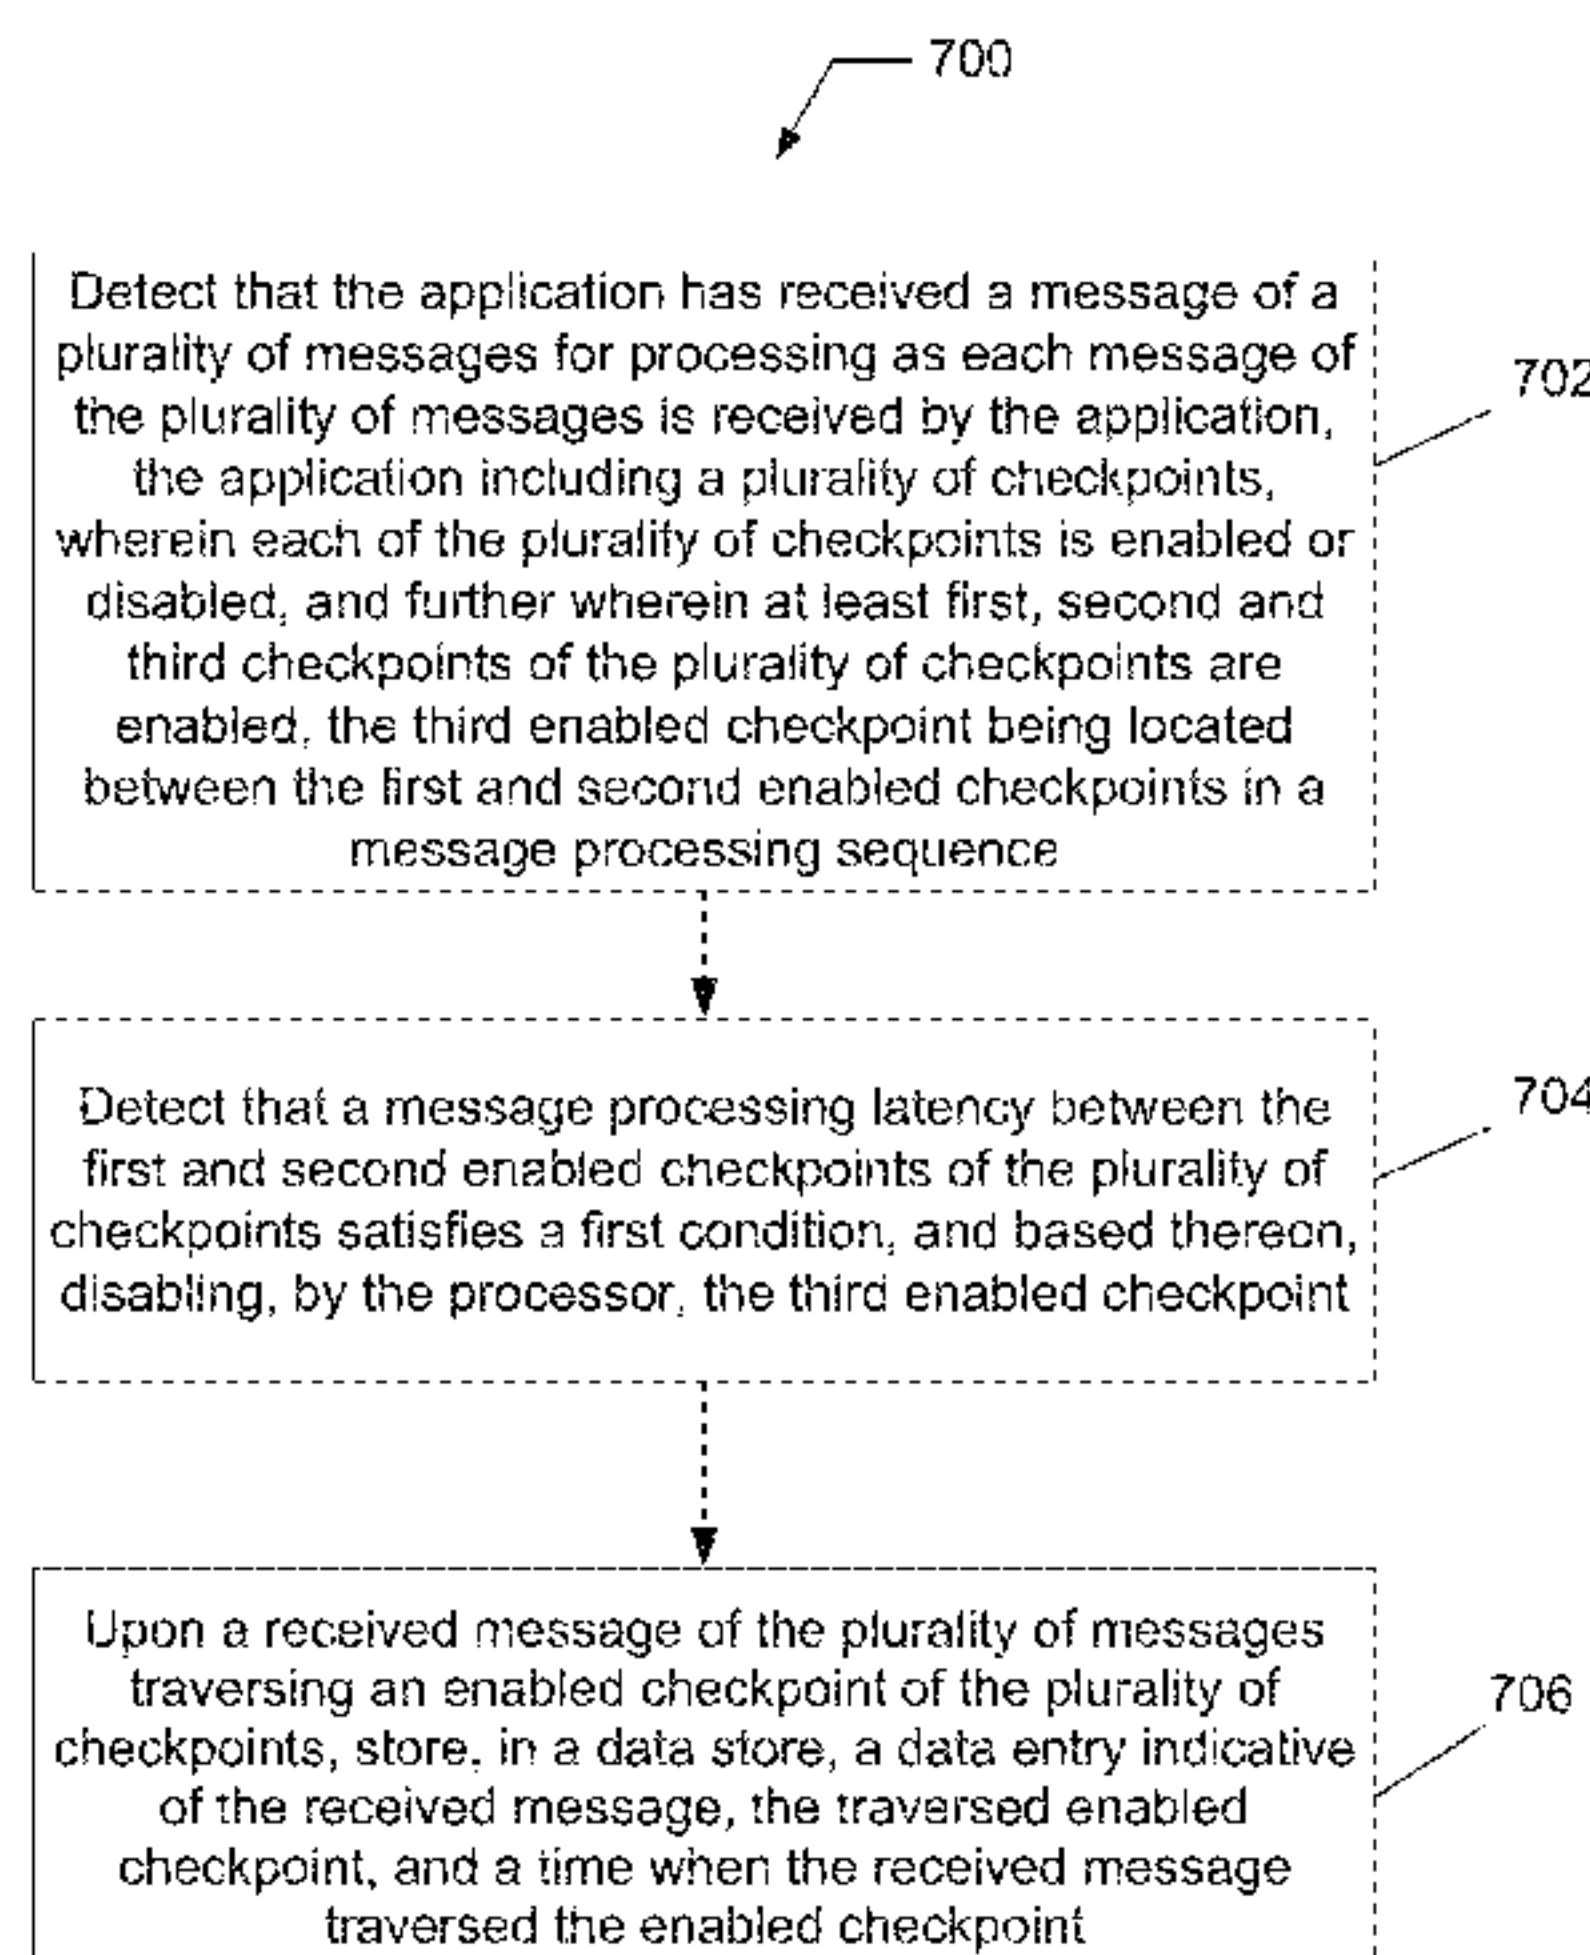 700
Detect that the application has received a message of a
plurality of messages for processing as each message of
the plurality of messages is received by the application,
the application including a plurality of checkpoints,
wherein each of the plurality of checkpoints is enabled or
disabled, and further wherein at least first, second and
third checkpoints of the plurality of checkpoints are
enabled, the third enabled checkpoint being located
between the first and second enabled checkpoints in a
message processing sequence
702
Detect that a message processing latency between the
first and second enabled checkpoints of the plurality of
checkpoints satisfies a first condition, and based thereon,
disabling, by the processor, the third enabled checkpoint
704
Upon a received message of the plurality of messages
traversing an enabled checkpoint of the plurality of
checkpoints, store, in a data store, a data entry indicative
of the received message, the traversed enabled
checkpoint, and a time when the received message
traversed the enabled checkpoint
706